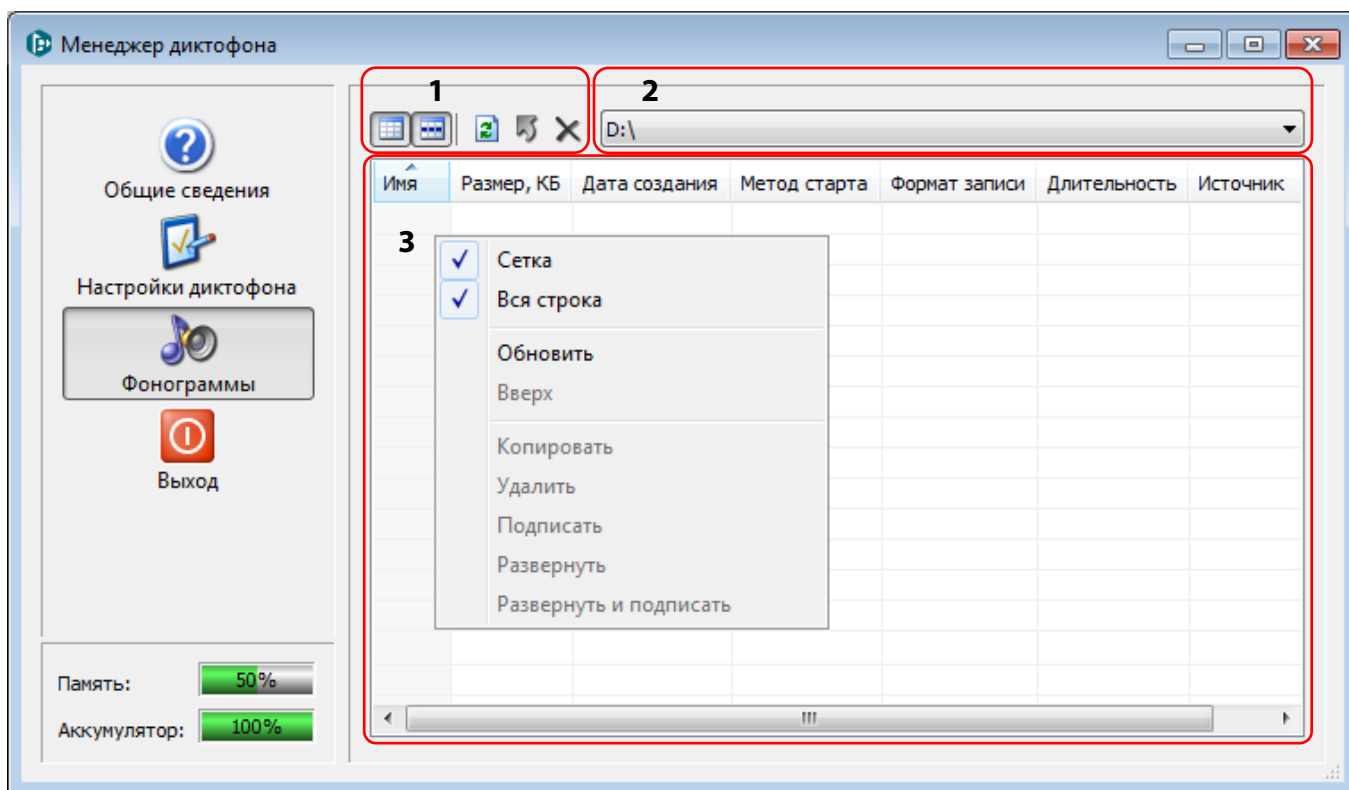 Менеджер диктофона
1
2
D:\
Общие сведения
Настройки диктофона
Фонограммы
Выход
Имя Размер, КБ Дата создания Метод старта Формат записи Длительность Источник
3
Сетка
Вся строка
Обновить
Вверх
Копировать
Удалить
Подписать
Развернуть
Развернуть и подписать
Память: 50%
Аккумулятор: 100%